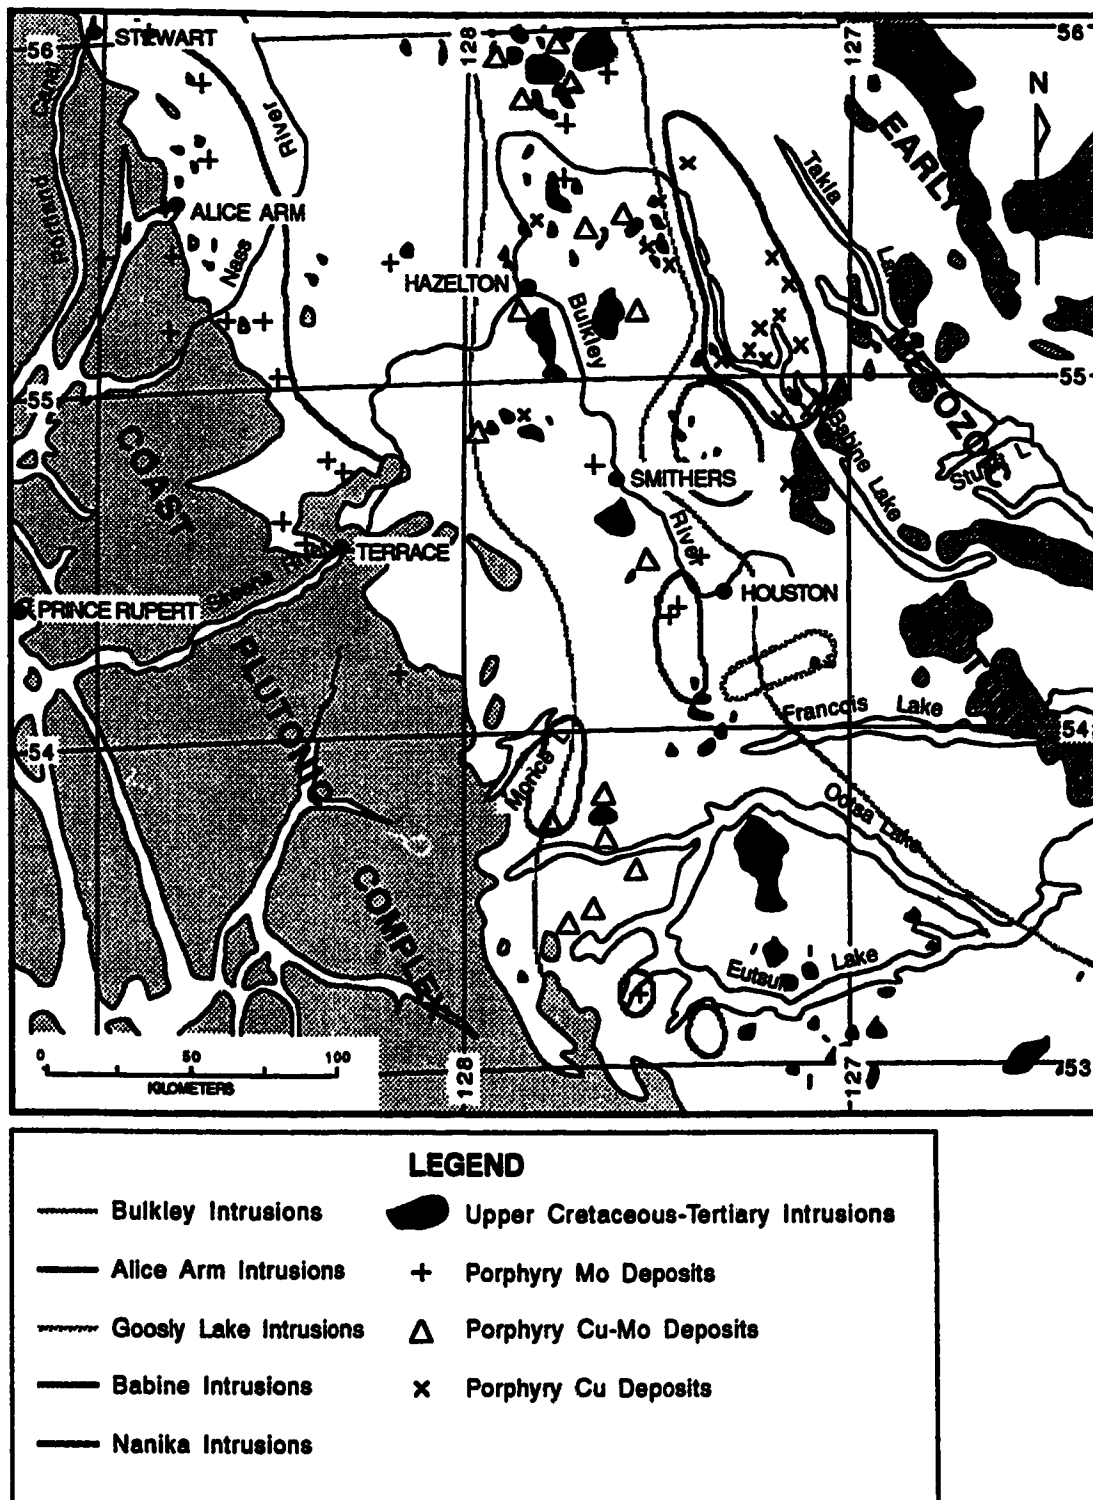 STEWART
56
128
127
56
N
Portland Canal
River
EARLY
Takla
Lake
ALICE ARM
Nass
HAZELTON
Bulkley
MESOZOIC
55
55
COAST
Babine Lake
Stuart L
SMITHERS
River
TERRACE
Skeena River
HOUSTON
PRINCE RUPERT
PLUTONIC
Francois Lake
54
54
Morice
Ootsa Lake
COMPLEX
Eutsuk Lake
0 50 100
KILOMETERS
128
127
53
LEGEND
Bulkley Intrusions
Upper Cretaceous-Tertiary Intrusions
Alice Arm Intrusions
Porphyry Mo Deposits
Goosly Lake Intrusions
Porphyry Cu-Mo Deposits
Babine Intrusions
Porphyry Cu Deposits
Nanika Intrusions